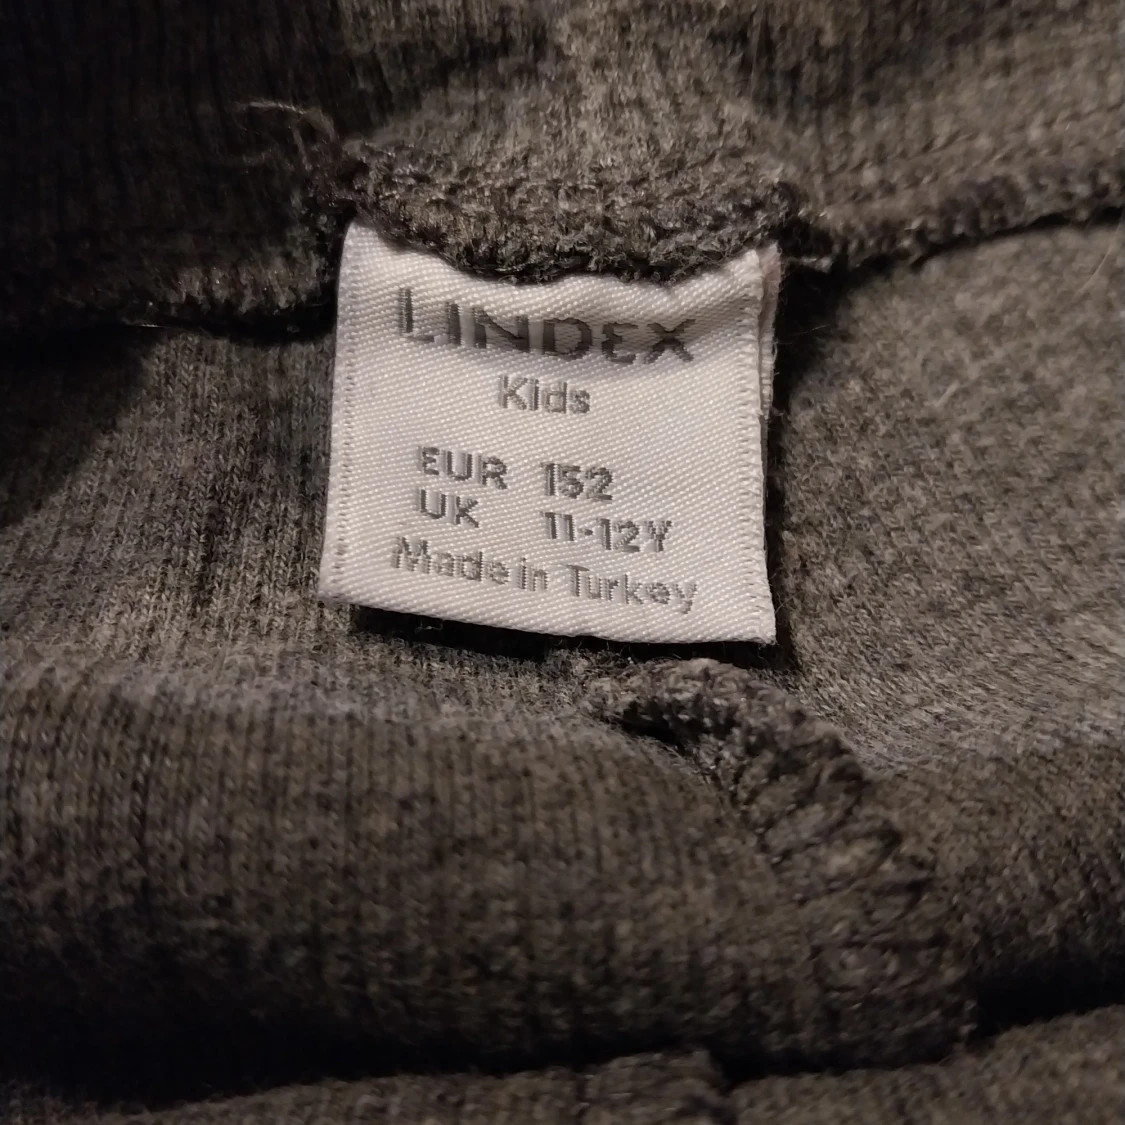 LINDEX
Kids
EUR 152
UK 11-12Y
Made in Turkey